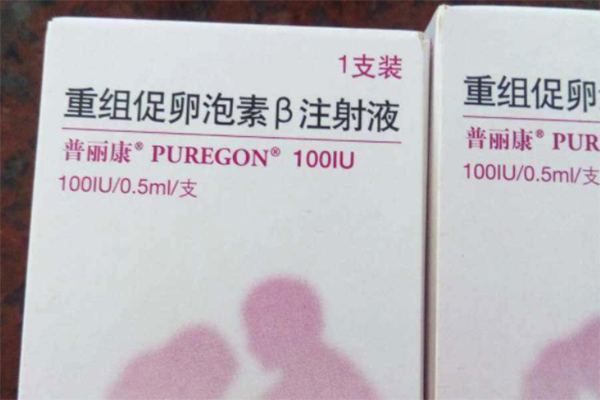 1支装
重组促卵泡素β注射液
普丽康® PUREGON® 100IU
100IU/0.5ml/支
重组促卵
普丽康® PUR
100IU/0.5ml/支